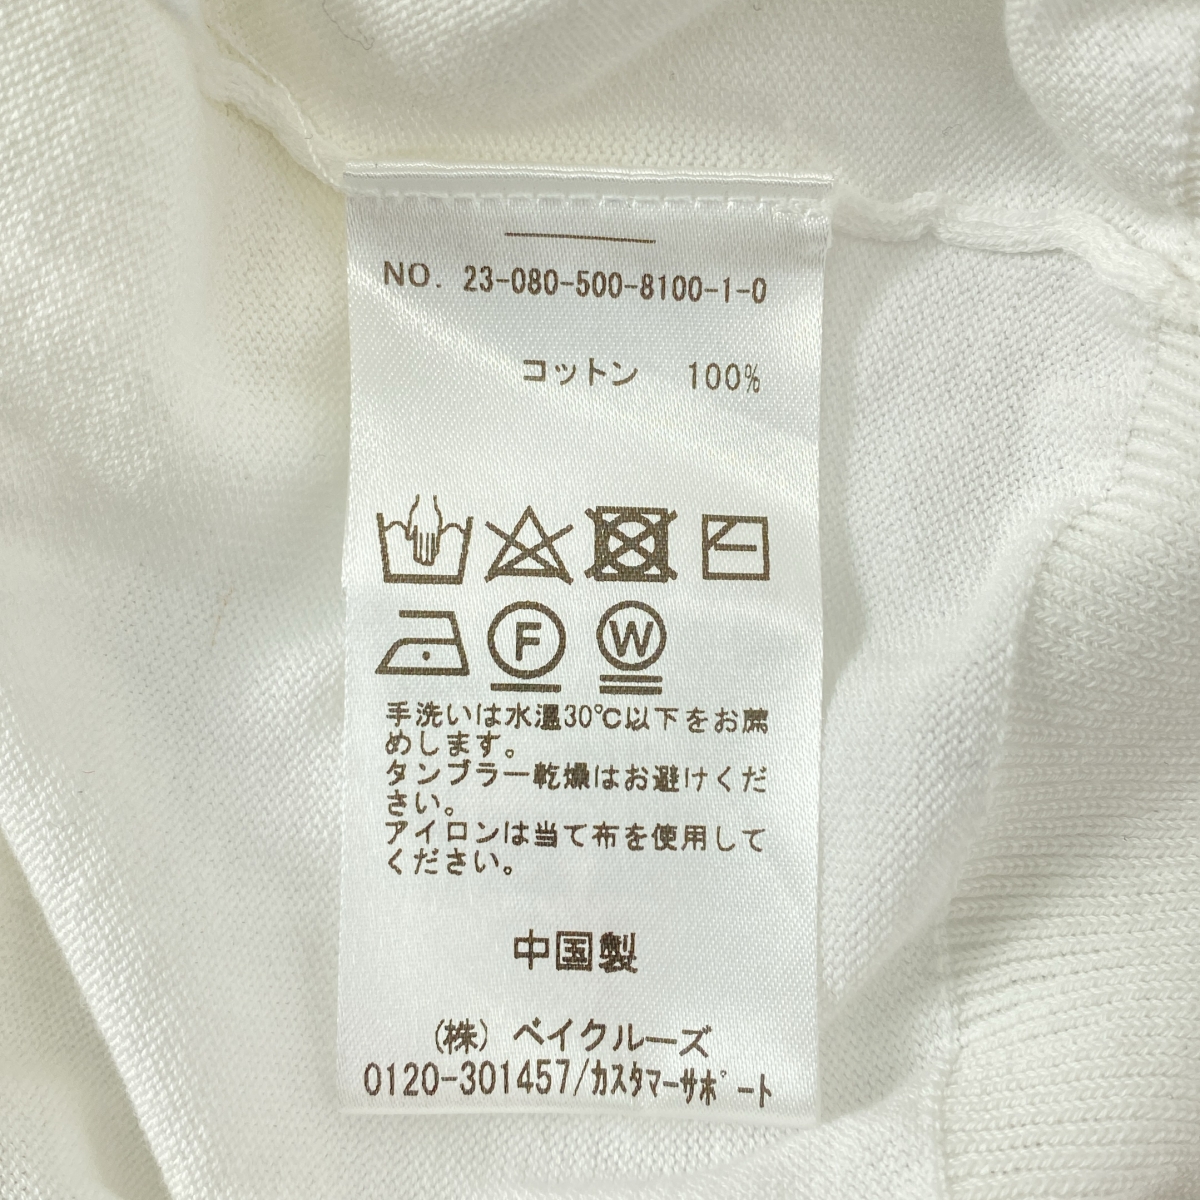 NO. 23-080-500-8100-1-0
コットン 100%
F W
手洗いは水温30℃以下をお薦
めします。
タンブラー乾燥はお避けくだ
さい。
アイロンは当て布を使用して
ください。
中国製
(株) ベイクルーズ
0120-301457/ｶｽﾀﾏｰｻﾎﾟｰﾄ